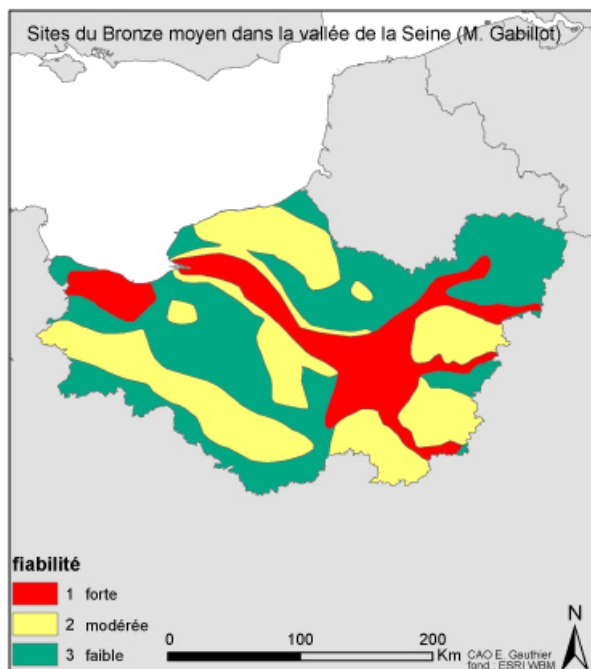 Sites du Bronze moyen dans la vallée de la Seine (M. Gabillot)
fiabilité
1 forte
2 modérée
3 faible
0 100 200
Km
N
CAO E. Gauthier
fond : ESRI WBM